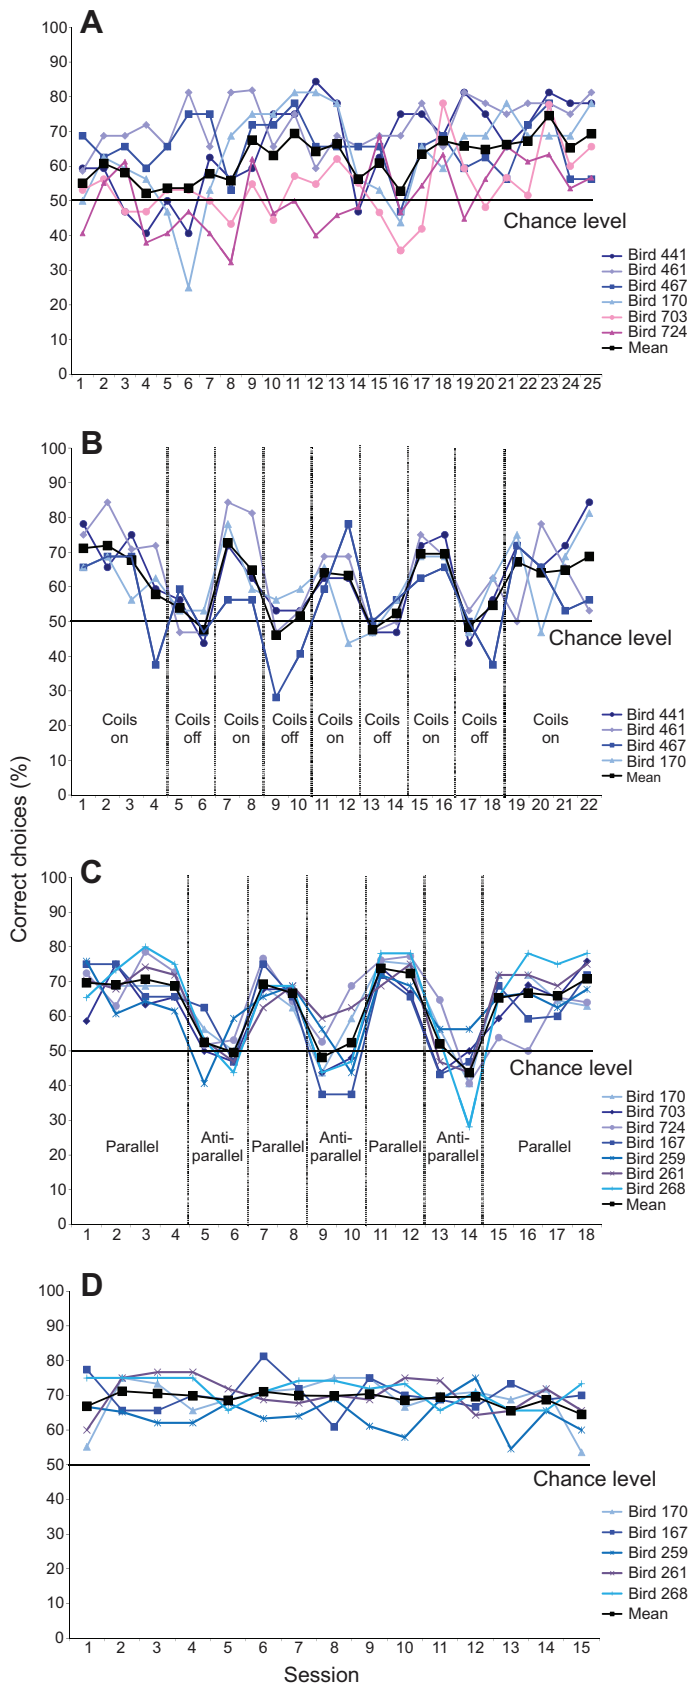 A
100
90
80
70
60
50
40
30
20
10
0
Chance level
Bird 441
Bird 461
Bird 467
Bird 170
Bird 703
Bird 724
Mean
1 2 3 4 5 6 7 8 9 10 11 12 13 14 15 16 17 18 19 20 21 22 23 24 25
B
100
90
80
70
60
50
40
30
20
10
0
Chance level
Coils on
Coils off
Coils on
Coils off
Coils on
Coils off
Coils on
Coils off
Coils on
Bird 441
Bird 461
Bird 467
Bird 170
Mean
1 2 3 4 5 6 7 8 9 10 11 12 13 14 15 16 17 18 19 20 21 22
Correct choices (%)
C
100
90
80
70
60
50
40
30
20
10
0
Chance level
Parallel
Anti-
parallel
Parallel
Anti-
parallel
Parallel
Anti-
parallel
Parallel
Bird 170
Bird 703
Bird 724
Bird 167
Bird 259
Bird 261
Bird 268
Mean
1 2 3 4 5 6 7 8 9 10 11 12 13 14 15 16 17 18
D
100
90
80
70
60
50
40
30
20
10
0
Chance level
Bird 170
Bird 167
Bird 259
Bird 261
Bird 268
Mean
1 2 3 4 5 6 7 8 9 10 11 12 13 14 15
Session